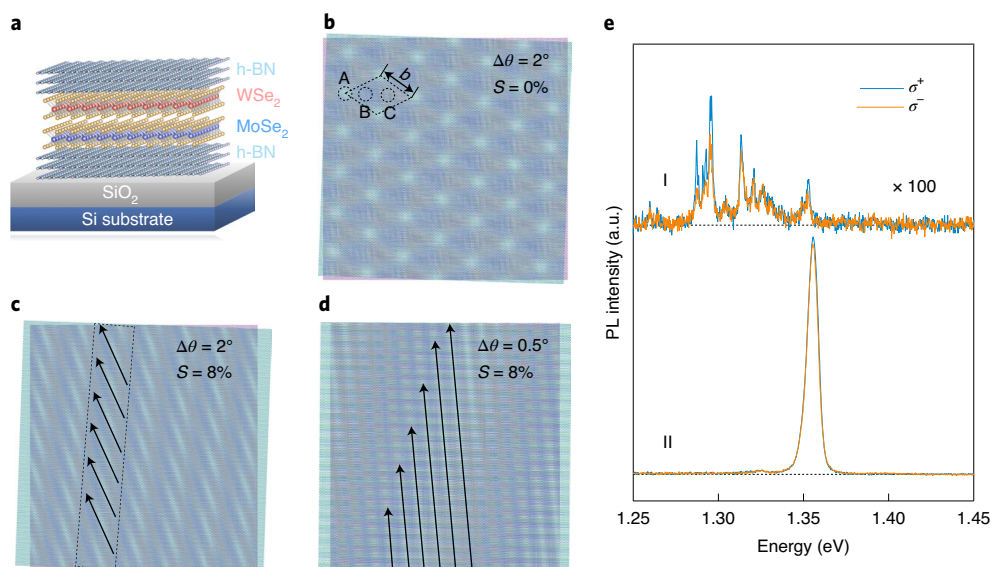 a
h-BN
WSe₂
MoSe₂
h-BN
SiO₂
Si substrate
b
A
B
C
b
Δθ = 2°
S = 0%
c
Δθ = 2°
S = 8%
d
Δθ = 0.5°
S = 8%
e
σ⁺
σ⁻
I
× 100
II
PL intensity (a.u.)
1.25 1.30 1.35 1.40 1.45
Energy (eV)